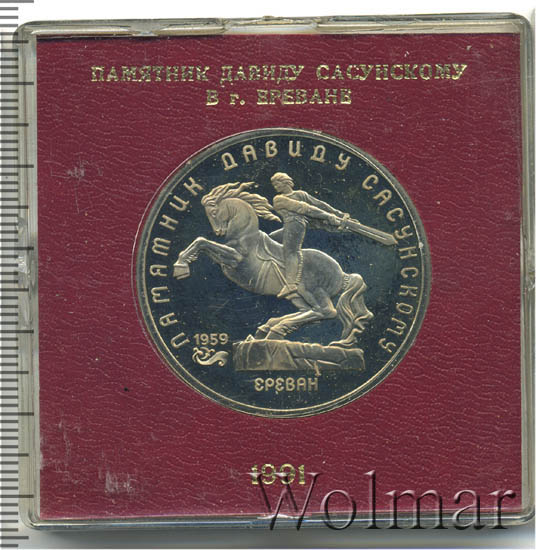 ПАМЯТНИК ДАВИДУ САСУНСКОМУ
В г. ЕРЕВАНЕ
ПАМЯТНИК ДАВИДУ САСУНСКОМУ
1959
ЕРЕВАН
1991
Wolmar